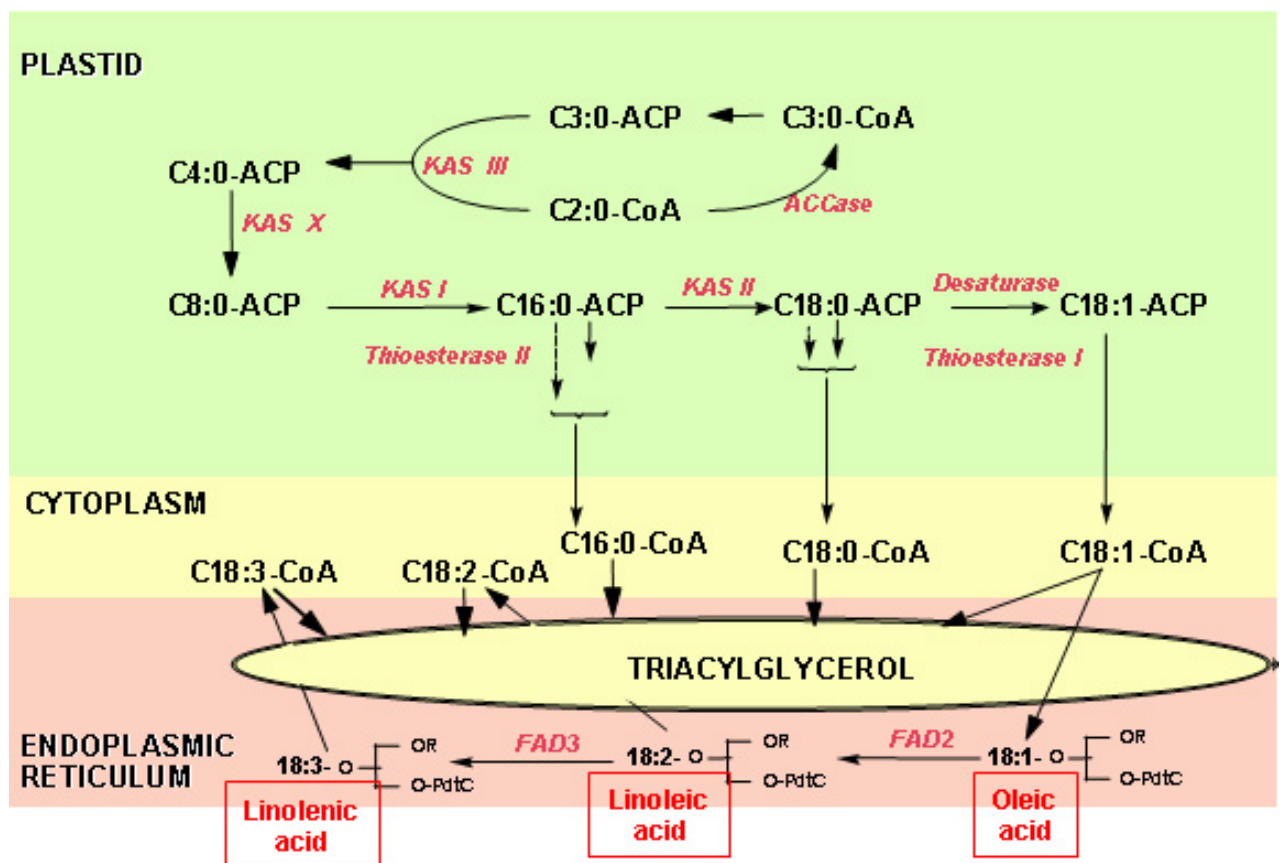 PLASTID
C3:0-ACP
C3:0-CoA
C4:0-ACP
KAS III
C2:0-CoA
ACCase
KAS X
C8:0-ACP
KAS I
C16:0-ACP
KAS II
C18:0-ACP
Desaturase
C18:1-ACP
Thioesterase II
Thioesterase I
CYTOPLASM
C18:3-CoA
C18:2-CoA
C16:0-CoA
C18:0-CoA
C18:1-CoA
TRIACYLGLYCEROL
ENDOPLASMIC
RETICULUM
18:3- O
OR
O-PdtC
FAD3
18:2- O
OR
O-PdtC
FAD2
18:1- O
OR
O-PdtC
Linolenic
acid
Linoleic
acid
Oleic
acid